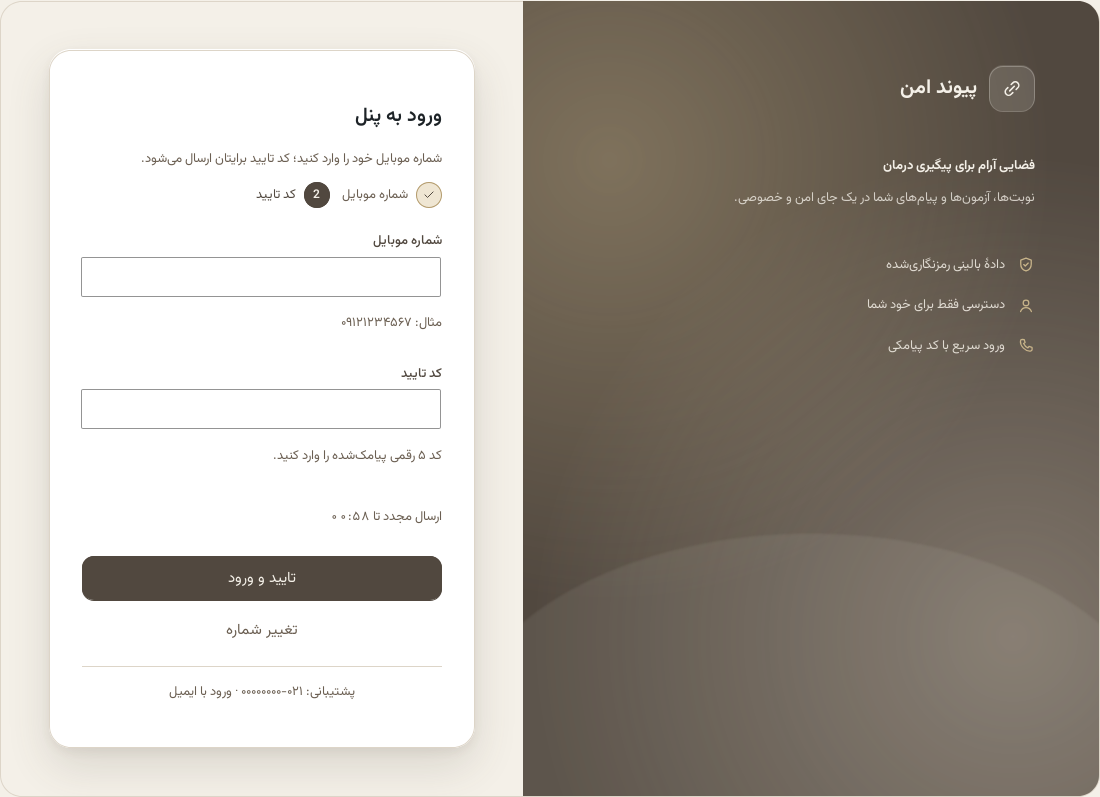 پیوند امن
فضایی آرام برای پیگیری درمان
نوبت‌ها، آزمون‌ها و پیام‌های شما در یک جای امن و خصوصی.
دادهٔ بالینی رمزنگاری‌شده
دسترسی فقط برای خود شما
ورود سریع با کد پیامکی
ورود به پنل
شماره موبایل خود را وارد کنید؛ کد تایید برایتان ارسال می‌شود.
شماره موبایل 2 کد تایید
شماره موبایل
مثال: ۰۹۱۲۱۲۳۴۵۶۷
کد تایید
کد ۵ رقمی پیامک‌شده را وارد کنید.
ارسال مجدد تا ۰۰:۵۸
تایید و ورود
تغییر شماره
پشتیبانی: ۰۲۱-۰۰۰۰۰۰۰۰ · ورود با ایمیل